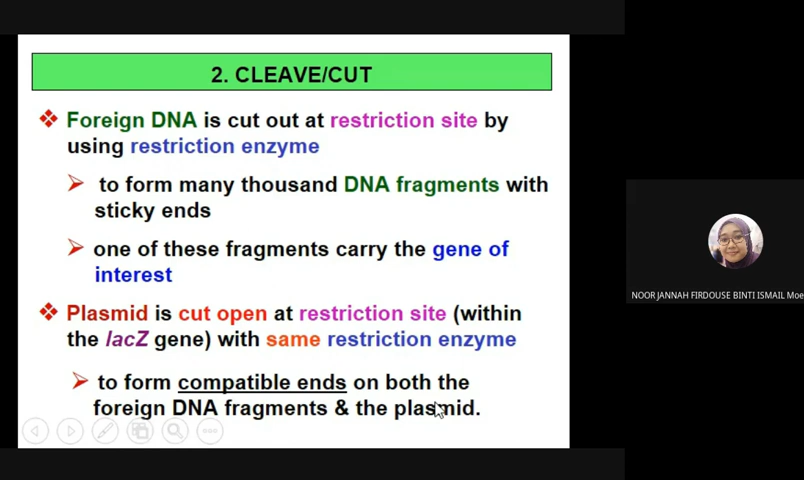 2. CLEAVE/CUT
Foreign DNA is cut out at restriction site by
using restriction enzyme
to form many thousand DNA fragments with
sticky ends
one of these fragments carry the gene of
interest
Plasmid is cut open at restriction site (within
the lacZ gene) with same restriction enzyme
to form compatible ends on both the
foreign DNA fragments & the plasmid.
NOOR JANNAH FIRDOUSE BINTI ISMAIL Moe